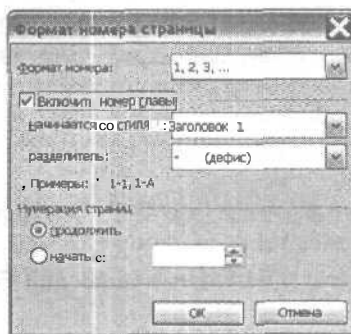 Формат номера страницы
Формат номера: 1, 2, 3, ...
Включить номер главы
начинается со стиля: Заголовок 1
разделитель: - (дефис)
Примеры: 1-1, 1-A
Нумерация страниц
продолжить
начать с:
ОК Отмена